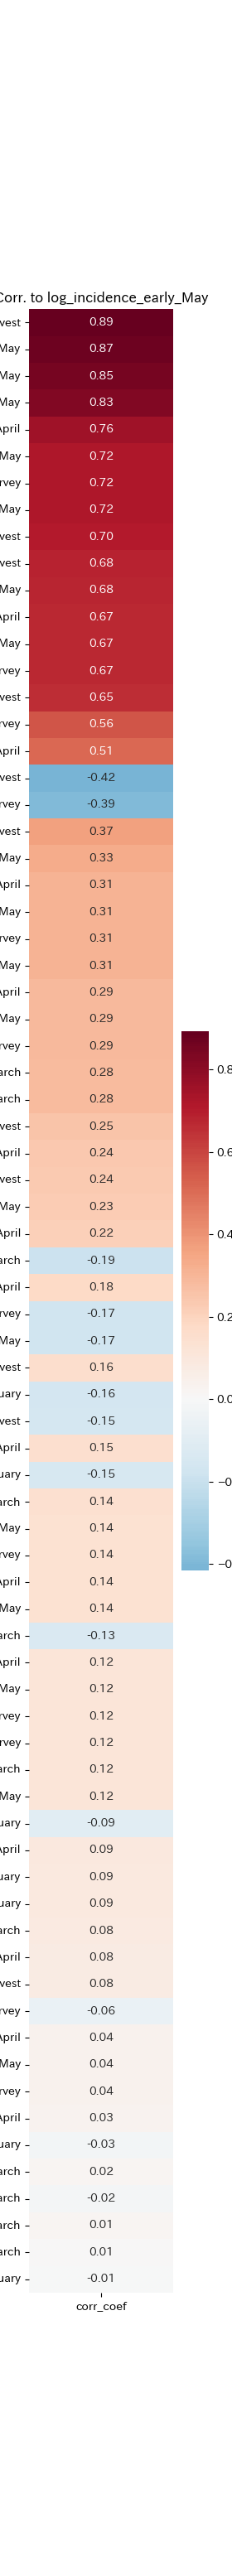 Corr. to log_incidence_early_May
vest 0.89
May 0.87
May 0.85
May 0.83
April 0.76
May 0.72
rvey 0.72
May 0.72
vest 0.70
vest 0.68
May 0.68
April 0.67
May 0.67
rvey 0.67
vest 0.65
rvey 0.56
April 0.51
vest -0.42
rvey -0.39
vest 0.37
May 0.33
April 0.31
May 0.31
rvey 0.31
May 0.31
April 0.29
May 0.29
rvey 0.29
arch 0.28
arch 0.28
vest 0.25
April 0.24
vest 0.24
May 0.23
April 0.22
arch -0.19
April 0.18
rvey -0.17
May -0.17
vest 0.16
uary -0.16
vest -0.15
April 0.15
uary -0.15
arch 0.14
May 0.14
rvey 0.14
April 0.14
May 0.14
arch -0.13
April 0.12
May 0.12
rvey 0.12
rvey 0.12
arch 0.12
May 0.12
uary -0.09
April 0.09
uary 0.09
uary 0.09
arch 0.08
April 0.08
vest 0.08
rvey -0.06
April 0.04
May 0.04
rvey 0.04
April 0.03
uary -0.03
arch 0.02
arch -0.02
arch 0.01
arch 0.01
uary -0.01
corr_coef
0.8
0.6
0.4
0.2
0.0
−0.
−0.